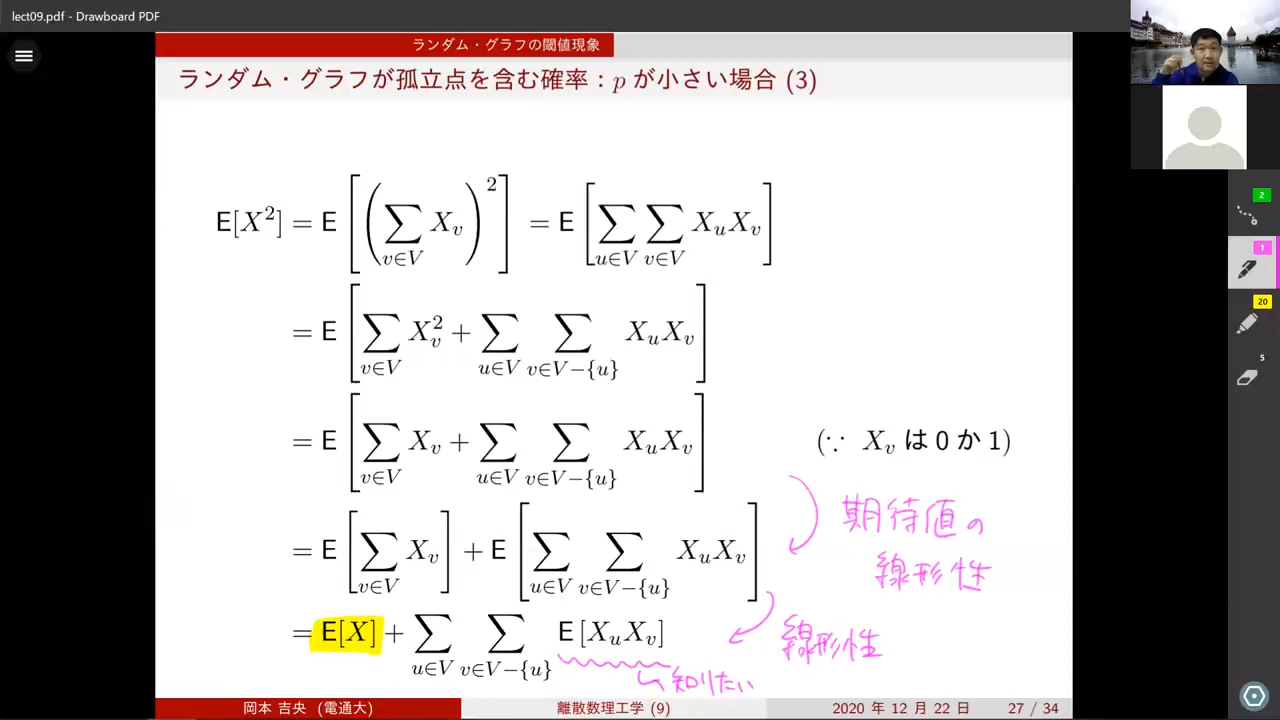 lect09.pdf - Drawboard PDF
ランダム・グラフの閾値現象
ランダム・グラフが孤立点を含む確率:p が小さい場合 (3)
E[X²] = E[(∑_{v∈V} X_v)²] = E[∑_{u∈V} ∑_{v∈V} X_u X_v]
= E[∑_{v∈V} X_v² + ∑_{u∈V} ∑_{v∈V−{u}} X_u X_v]
= E[∑_{v∈V} X_v + ∑_{u∈V} ∑_{v∈V−{u}} X_u X_v] (∵ X_v は 0 か 1)
期待値の
線形性
= E[∑_{v∈V} X_v] + E[∑_{u∈V} ∑_{v∈V−{u}} X_u X_v]
= E[X] + ∑_{u∈V} ∑_{v∈V−{u}} E[X_u X_v]
線形性
知りたい
岡本 吉央 (電通大)
離散数理工学 (9)
2020 年 12 月 22 日
27 / 34
2
1
20
5